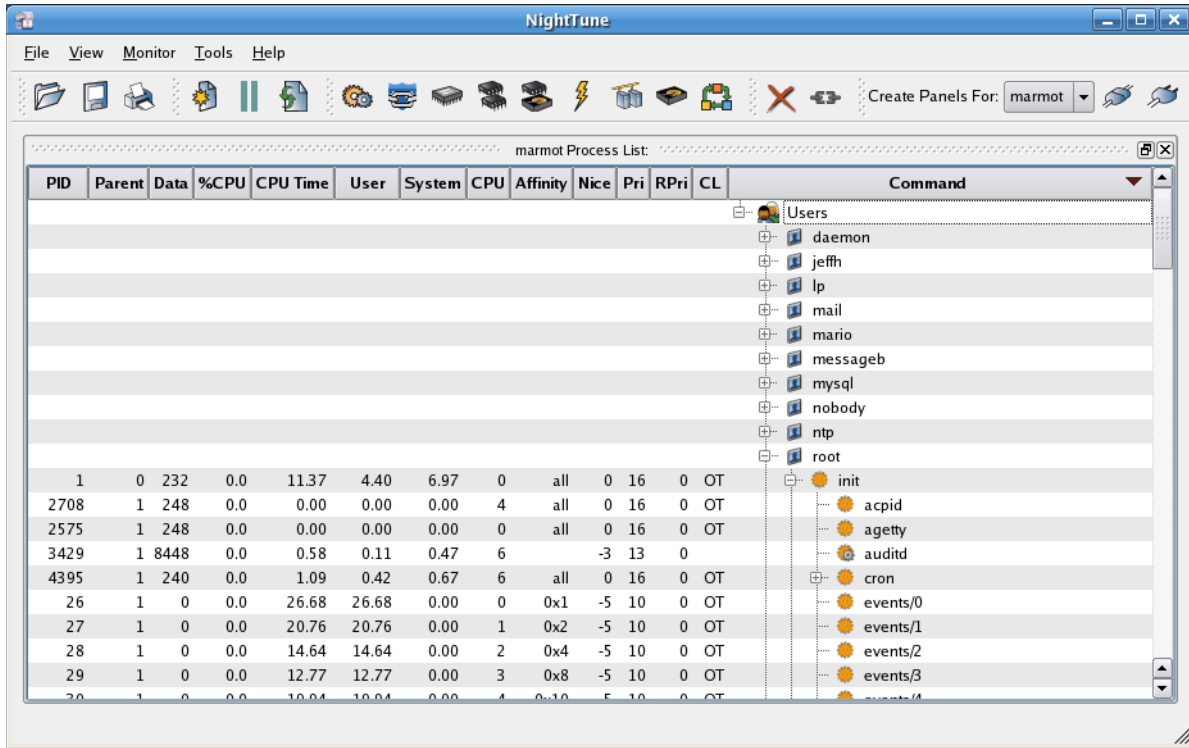 NightTune
File View Monitor Tools Help
Create Panels For: marmot
marmot Process List:
PID Parent Data %CPU CPU Time User System CPU Affinity Nice Pri RPri CL Command
Users
daemon
jeffh
lp
mail
mario
messageb
mysql
nobody
ntp
root
1 0 232 0.0 11.37 4.40 6.97 0 all 0 16 0 OT init
2708 1 248 0.0 0.00 0.00 0.00 4 all 0 16 0 OT acpid
2575 1 248 0.0 0.00 0.00 0.00 0 all 0 16 0 OT agetty
3429 1 8448 0.0 0.58 0.11 0.47 6 -3 13 0 auditd
4395 1 240 0.0 1.09 0.42 0.67 6 all 0 16 0 OT cron
26 1 0 0.0 26.68 26.68 0.00 0 0x1 -5 10 0 OT events/0
27 1 0 0.0 20.76 20.76 0.00 1 0x2 -5 10 0 OT events/1
28 1 0 0.0 14.64 14.64 0.00 2 0x4 -5 10 0 OT events/2
29 1 0 0.0 12.77 12.77 0.00 3 0x8 -5 10 0 OT events/3